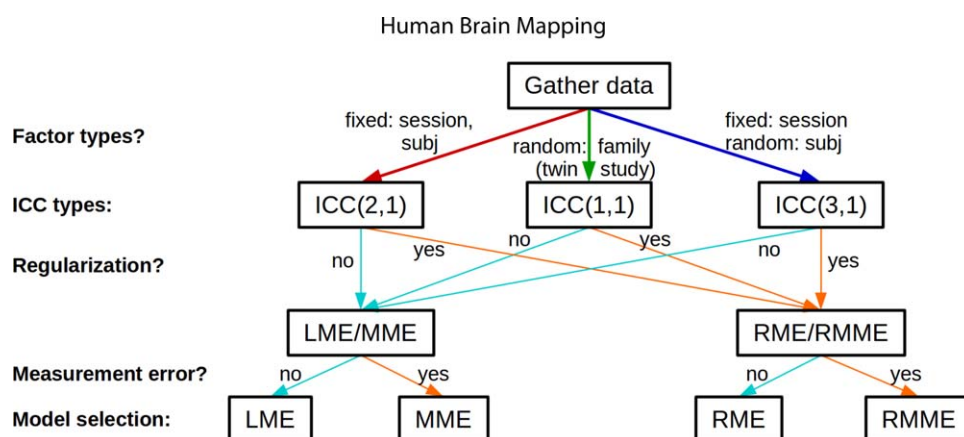 Human Brain Mapping
Gather data
Factor types?
fixed: session,
subj
random: family
(twin study)
fixed: session
random: subj
ICC types:
ICC(2,1)
ICC(1,1)
ICC(3,1)
Regularization?
no
yes
no
yes
no
yes
LME/MME
RME/RMME
Measurement error?
no
yes
no
yes
Model selection:
LME
MME
RME
RMME